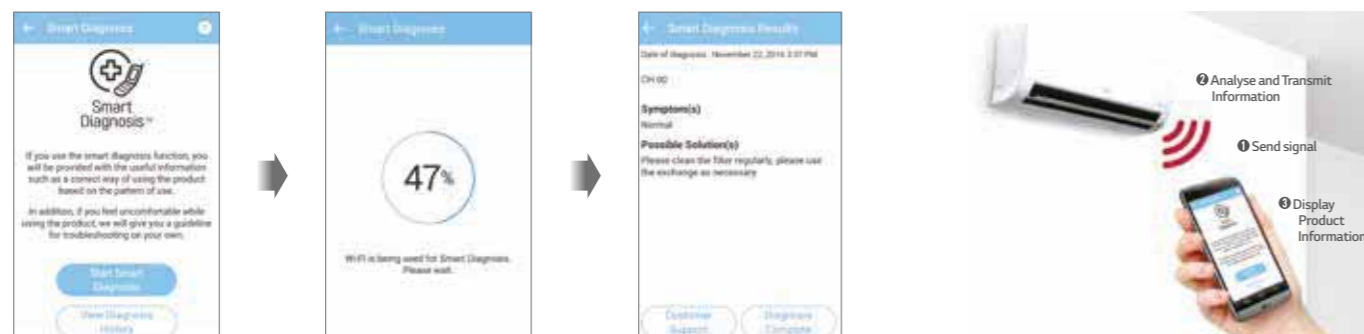 Smart Diagnosis
Smart
Diagnosis™
If you use the smart diagnosis function, you
will be provided with the useful information
such as a correct way of using the product
based on the pattern of use.
In addition, if you feel uncomfortable while
using the product, we will give you a guideline
for troubleshooting on your own.
Start Smart
Diagnosis
View Diagnosis
History
Smart Diagnosis
47%
Wi-Fi is being used for Smart Diagnosis.
Please wait.
Smart Diagnosis Results
Date of diagnosis : November 22, 2016 3:37 PM
CH 00
Symptom(s)
Normal
Possible Solution(s)
Please clean the filter regularly, please use
the exchange as necessary
Customer
Support
Diagnosis
Complete
❷ Analyse and Transmit
Information
❶ Send signal
❸ Display
Product
Information